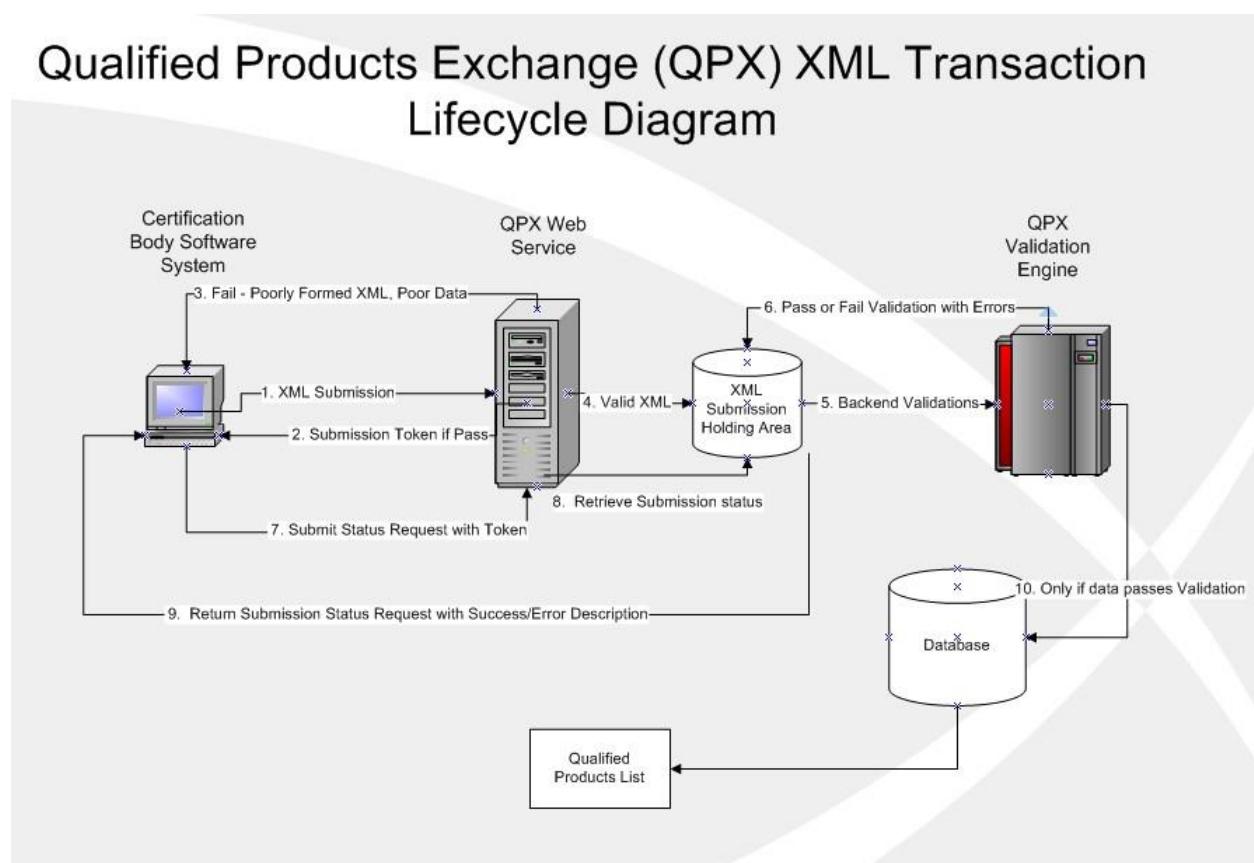 Qualified Products Exchange (QPX) XML Transaction
Lifecycle Diagram
Certification
Body Software
System
QPX Web
Service
QPX
Validation
Engine
3. Fail - Poorly Formed XML, Poor Data
6. Pass or Fail Validation with Errors
1. XML Submission
4. Valid XML
XML
Submission
Holding Area
5. Backend Validations
2. Submission Token if Pass
8. Retrieve Submission status
7. Submit Status Request with Token
10. Only if data passes Validation
9. Return Submission Status Request with Success/Error Description
Database
Qualified
Products List